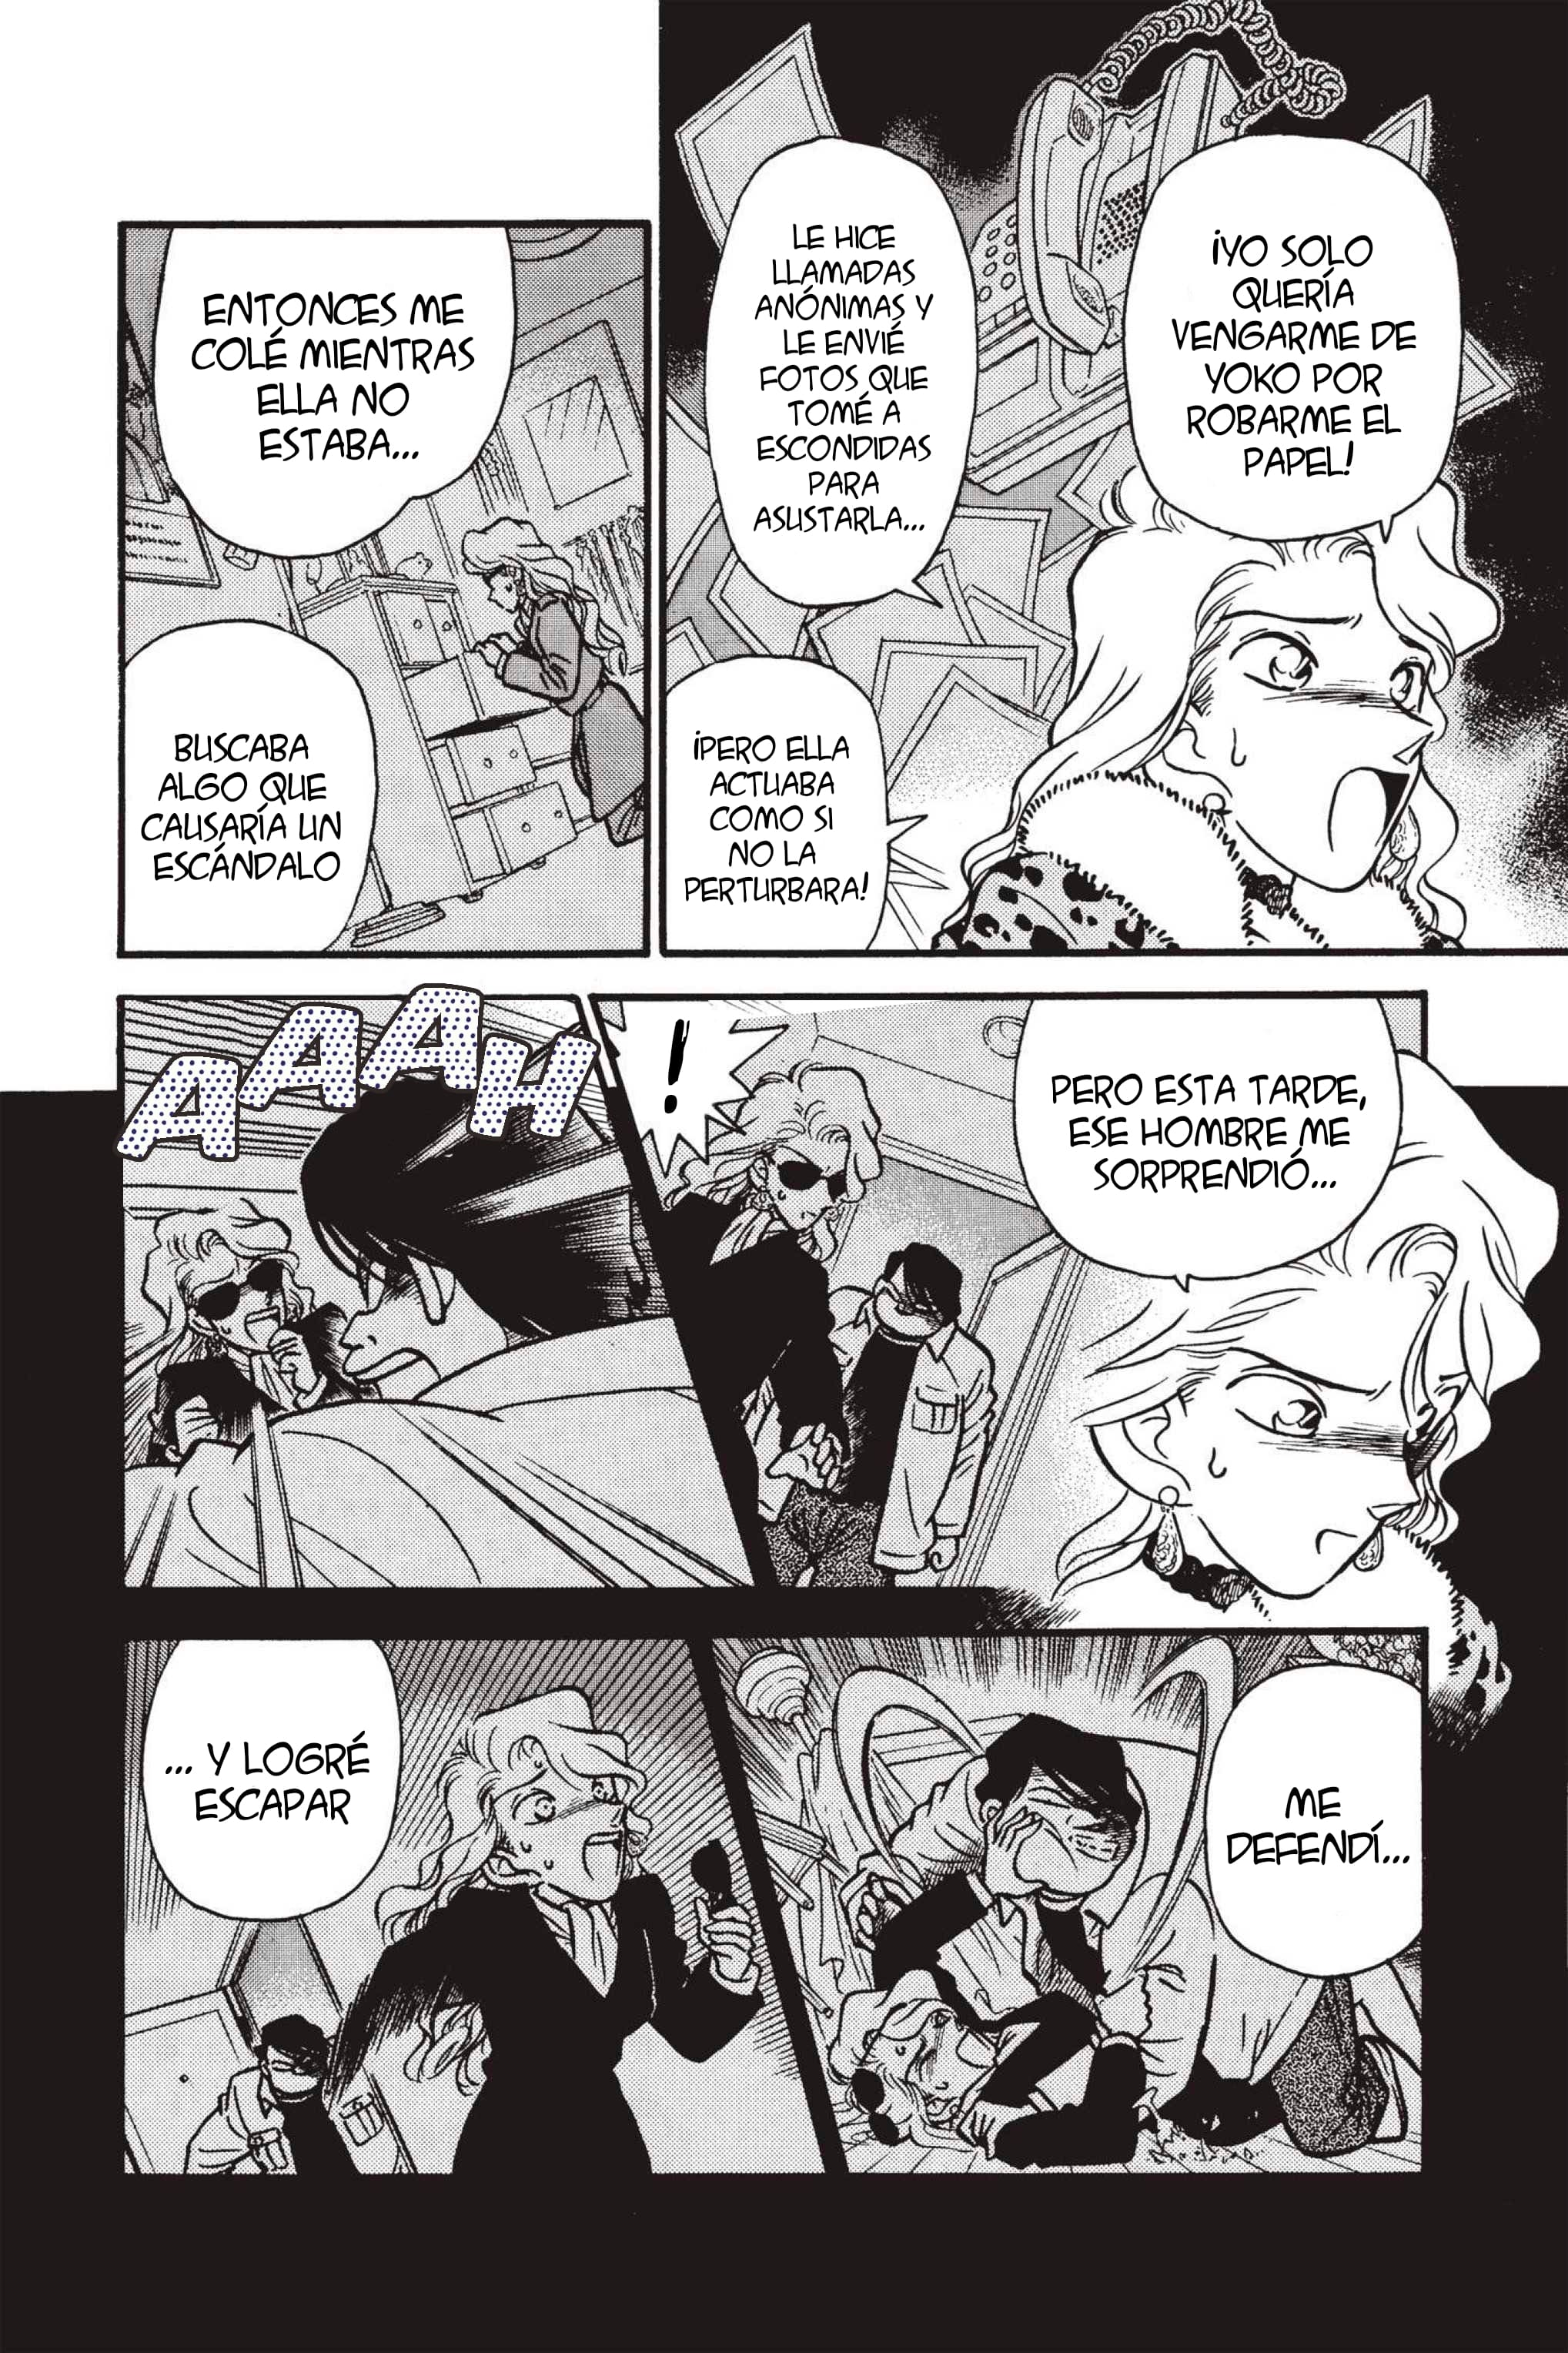 ¡YO SOLO
QUERÍA
VENGARME DE
YOKO POR
ROBARME EL
PAPEL!
LE HICE
LLAMADAS
ANÓNIMAS Y
LE ENVIÉ
FOTOS QUE
TOMÉ A
ESCONDIDAS
PARA
ASUSTARLA...
¡PERO ELLA
ACTUABA
COMO SI
NO LA
PERTURBARA!
ENTONCES ME
COLÉ MIENTRAS
ELLA NO
ESTABA...
BUSCABA
ALGO QUE
CAUSARÍA UN
ESCÁNDALO
PERO ESTA TARDE,
ESE HOMBRE ME
SORPRENDIÓ...
!
AAAAH
ME
DEFENDÍ...
... Y LOGRÉ
ESCAPAR